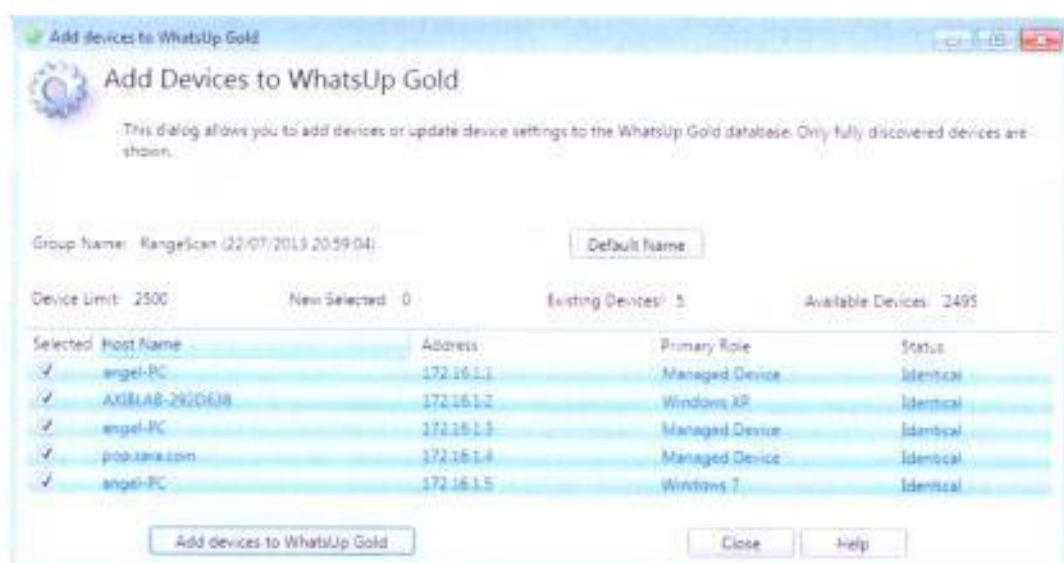 Add devices to WhatsUp Gold
Add Devices to WhatsUp Gold
This dialog allows you to add devices or update device settings to the WhatsUp Gold database. Only fully discovered devices are
shown.
Group Name: RangeScan (22/07/2013 20:59:04) Default Name
Device Limit: 2500 New Selected: 0 Existing Devices: 5 Available Devices: 2495
Selected Host Name Address Primary Role Status
angel-PC 172.16.1.1 Managed Device Identical
AXIBLAB-292D638 172.16.1.2 Windows XP Identical
angel-PC 172.16.1.3 Managed Device Identical
pop.xara.com 172.16.1.4 Managed Device Identical
angel-PC 172.16.1.5 Windows 7 Identical
Add devices to WhatsUp Gold Close Help